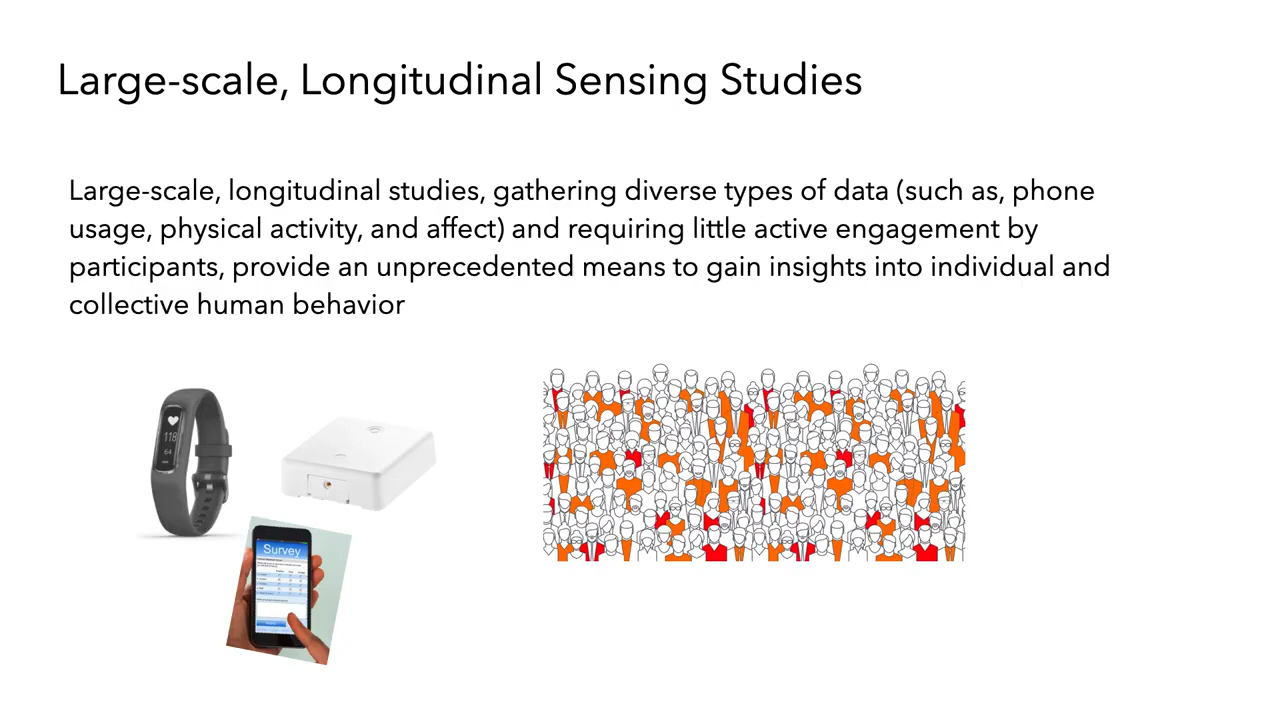 Large-scale, Longitudinal Sensing Studies
Large-scale, longitudinal studies, gathering diverse types of data (such as, phone
usage, physical activity, and affect) and requiring little active engagement by
participants, provide an unprecedented means to gain insights into individual and
collective human behavior
118
64
Survey